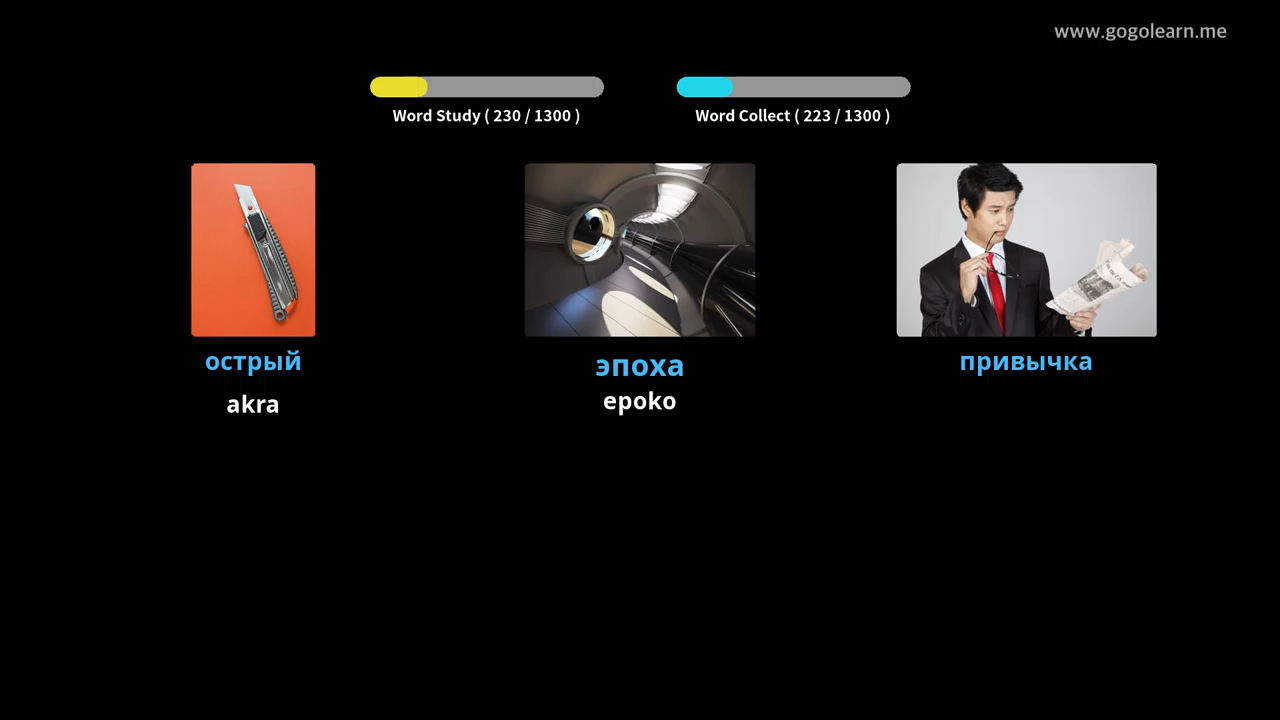 www.gogolearn.me
Word Study ( 230 / 1300 )
Word Collect ( 223 / 1300 )
острый
эпоха
привычка
akra
epoko